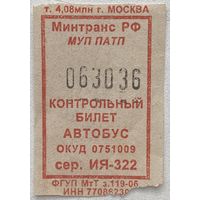 т. 4,08млн г. МОСКВА
Минтранс РФ
МУП ПАТП
063036
КОНТРОЛЬНЫЙ
БИЛЕТ
АВТОБУС
ОКУД 0751009
сер. ИЯ-322
ФГУП МтТ з.119-06
ИНН